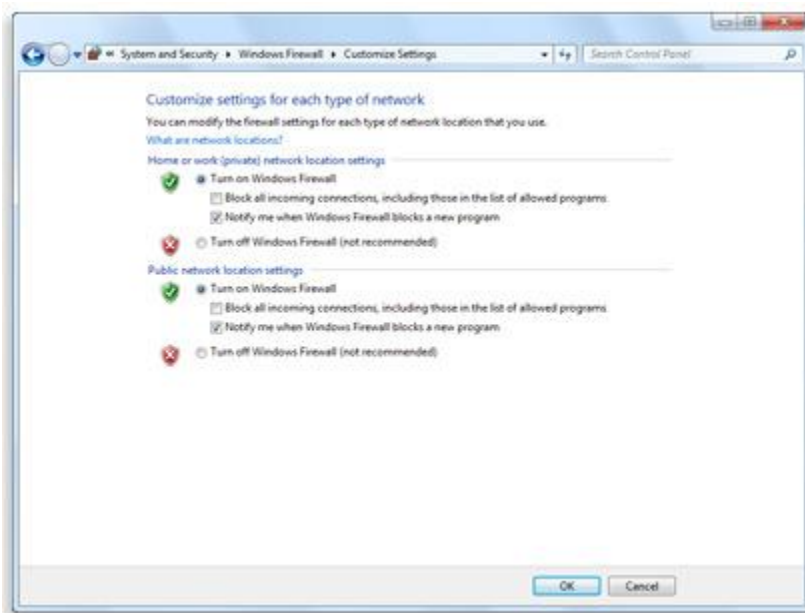 System and Security ▸ Windows Firewall ▸ Customize Settings
Search Control Panel
Customize settings for each type of network
You can modify the firewall settings for each type of network location that you use.
What are network locations?
Home or work (private) network location settings
Turn on Windows Firewall
Block all incoming connections, including those in the list of allowed programs
Notify me when Windows Firewall blocks a new program
Turn off Windows Firewall (not recommended)
Public network location settings
Turn on Windows Firewall
Block all incoming connections, including those in the list of allowed programs
Notify me when Windows Firewall blocks a new program
Turn off Windows Firewall (not recommended)
OK
Cancel